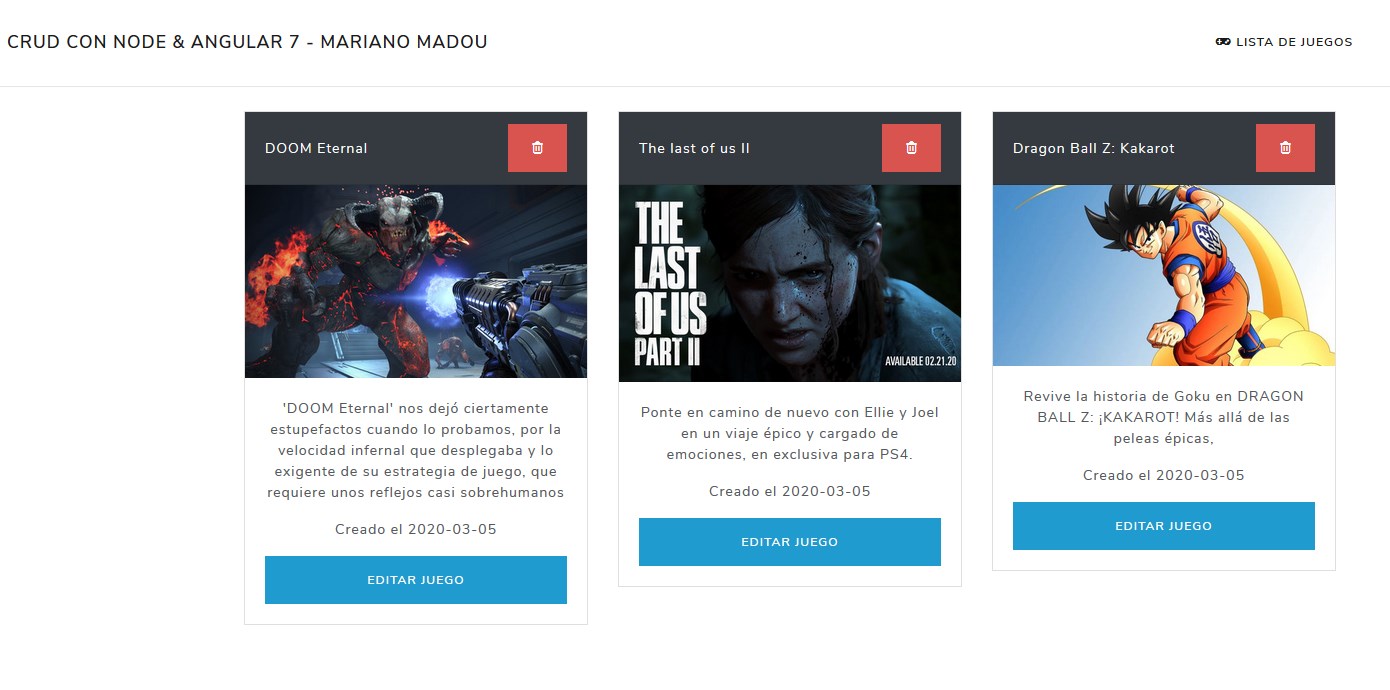 CRUD CON NODE & ANGULAR 7 - MARIANO MADOU
LISTA DE JUEGOS
DOOM Eternal
'DOOM Eternal' nos dejó ciertamente
estupefactos cuando lo probamos, por la
velocidad infernal que desplegaba y lo
exigente de su estrategia de juego, que
requiere unos reflejos casi sobrehumanos
Creado el 2020-03-05
EDITAR JUEGO
The last of us II
THE
LAST
OF US
PART II
AVAILABLE 02.21.20
Ponte en camino de nuevo con Ellie y Joel
en un viaje épico y cargado de
emociones, en exclusiva para PS4.
Creado el 2020-03-05
EDITAR JUEGO
Dragon Ball Z: Kakarot
Revive la historia de Goku en DRAGON
BALL Z: ¡KAKAROT! Más allá de las
peleas épicas,
Creado el 2020-03-05
EDITAR JUEGO